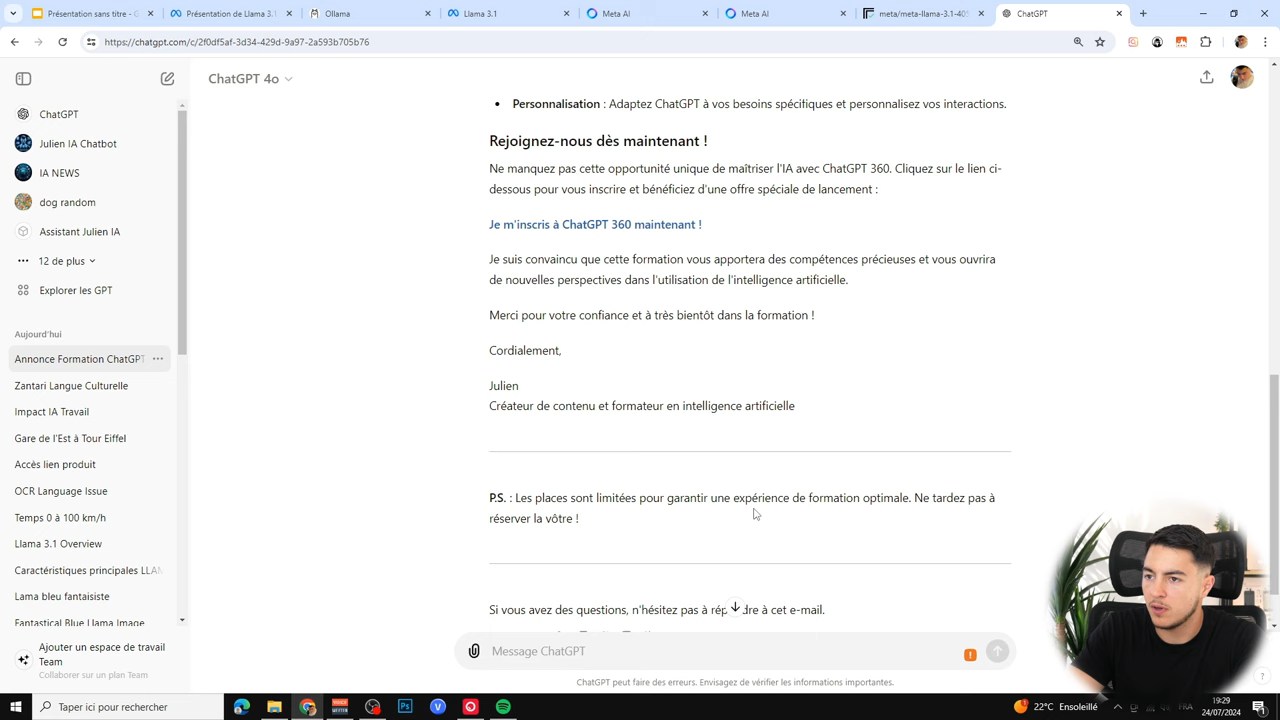 Présentation sans titre - G
Présentation de Llama 3.1
Ollama
Llama 3.1
Meta AI
Meta AI
meta/meta-llama-3.1-405
ChatGPT
https://chatgpt.com/c/2f0df5af-3d34-429d-9a97-2a593b705b76
ChatGPT 4o
ChatGPT
Julien IA Chatbot
IA NEWS
dog random
Assistant Julien IA
12 de plus
Explorer les GPT
Aujourd'hui
Annonce Formation ChatGPT
Zantari Langue Culturelle
Impact IA Travail
Gare de l'Est à Tour Eiffel
Accès lien produit
OCR Language Issue
Temps 0 à 100 km/h
Llama 3.1 Overview
Caractéristiques principales LLAM
Lama bleu fantaisiste
Fantastical Blue Llama Image
Ajouter un espace de travail
Team
Collaborer sur un plan Team
• Personnalisation : Adaptez ChatGPT à vos besoins spécifiques et personnalisez vos interactions.
Rejoignez-nous dès maintenant !
Ne manquez pas cette opportunité unique de maîtriser l'IA avec ChatGPT 360. Cliquez sur le lien ci-
dessous pour vous inscrire et bénéficiez d'une offre spéciale de lancement :
Je m'inscris à ChatGPT 360 maintenant !
Je suis convaincu que cette formation vous apportera des compétences précieuses et vous ouvrira
de nouvelles perspectives dans l'utilisation de l'intelligence artificielle.
Merci pour votre confiance et à très bientôt dans la formation !
Cordialement,
Julien
Créateur de contenu et formateur en intelligence artificielle
P.S. : Les places sont limitées pour garantir une expérience de formation optimale. Ne tardez pas à
réserver la vôtre !
Si vous avez des questions, n'hésitez pas à rép dre à cet e-mail.
Message ChatGPT
ChatGPT peut faire des erreurs. Envisagez de vérifier les informations importantes.
Taper ici pour rechercher
22°C Ensoleillé
FRA
19:29
24/07/2024